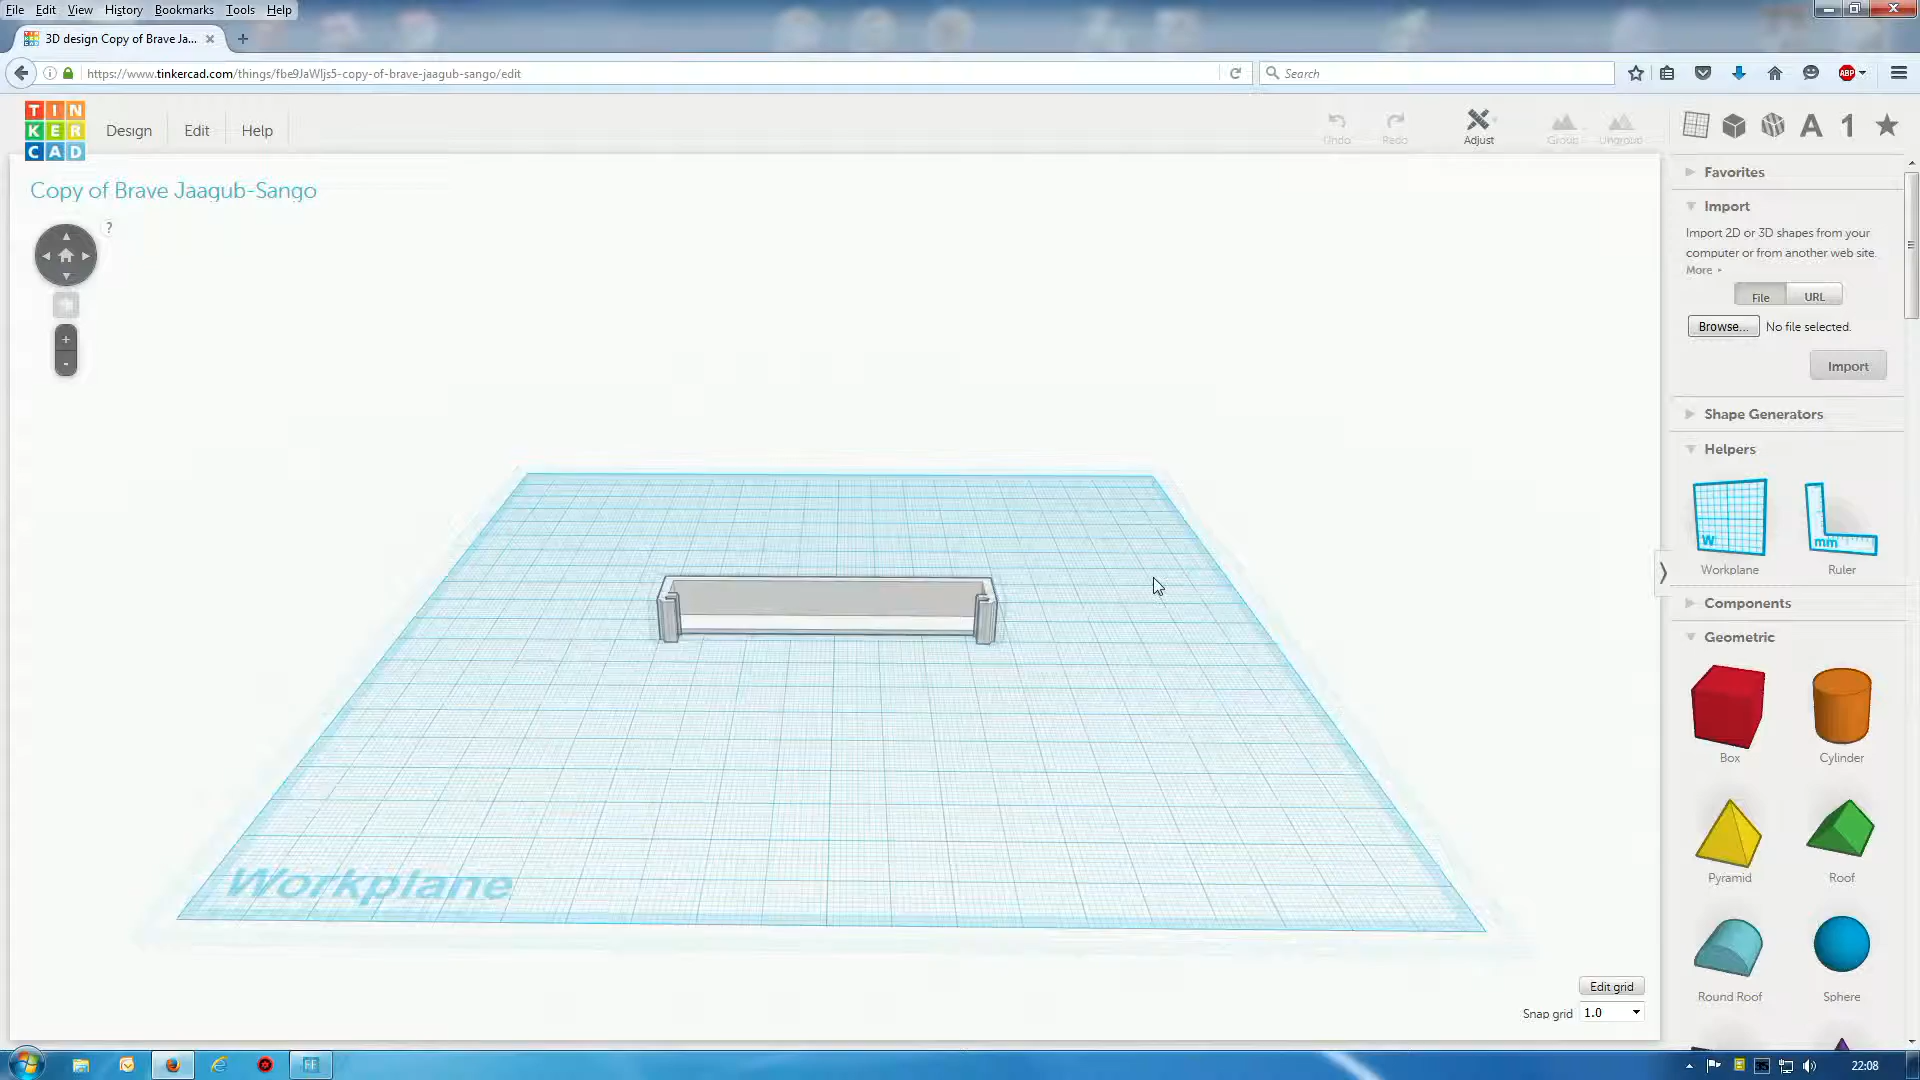 File Edit View History Bookmarks Tools Help
3D design Copy of Brave Ja...
https://www.tinkercad.com/things/fbe9JaWljs5-copy-of-brave-jaagub-sango/edit
Search
ABP
TIN
KER
CAD
Design Edit Help
Undo Redo Adjust Group Ungroup
A 1
Copy of Brave Jaagub-Sango
?
+
-
Favorites
Import
Import 2D or 3D shapes from your
computer or from another web site.
More
File URL
Browse... No file selected.
Import
Shape Generators
Helpers
W mm
Workplane Ruler
Components
Geometric
Box Cylinder
Pyramid Roof
Round Roof Sphere
Workplane
Edit grid
Snap grid 1.0
FF
22:08